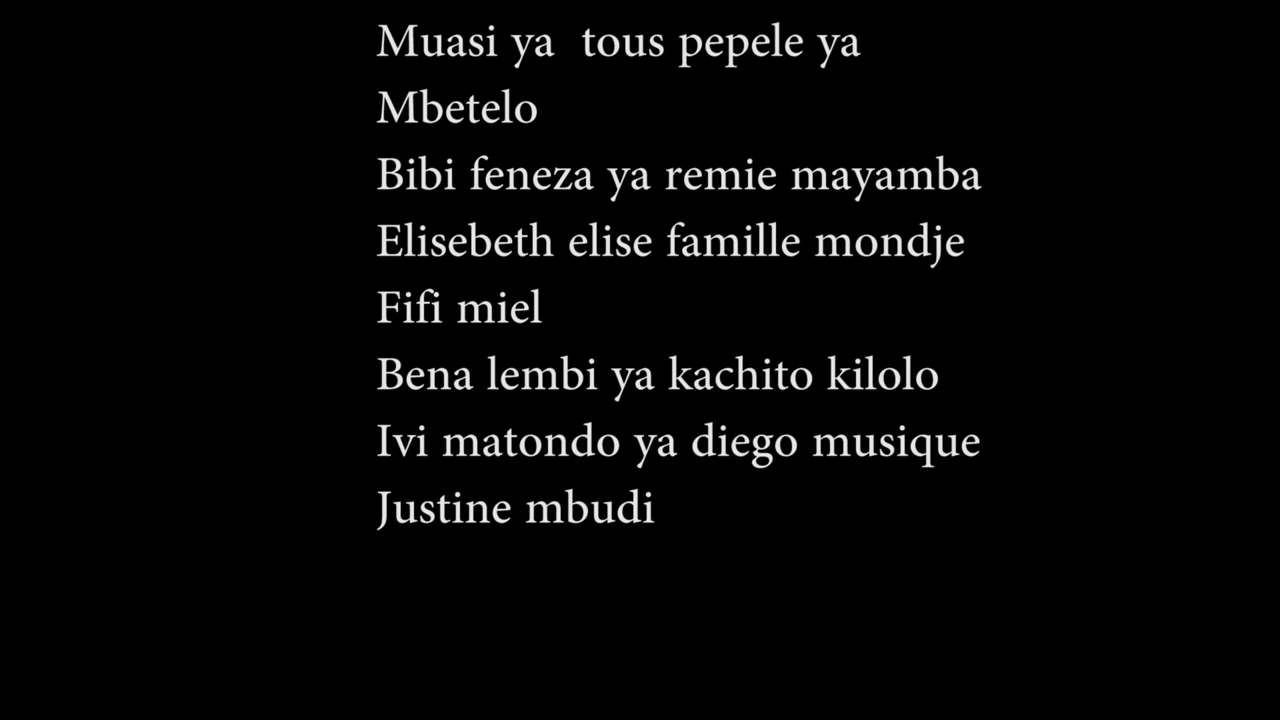 Muasi ya  tous pepele ya
Mbetelo
Bibi feneza ya remie mayamba
Elisebeth elise famille mondje
Fifi miel
Bena lembi ya kachito kilolo
Ivi matondo ya diego musique
Justine mbudi